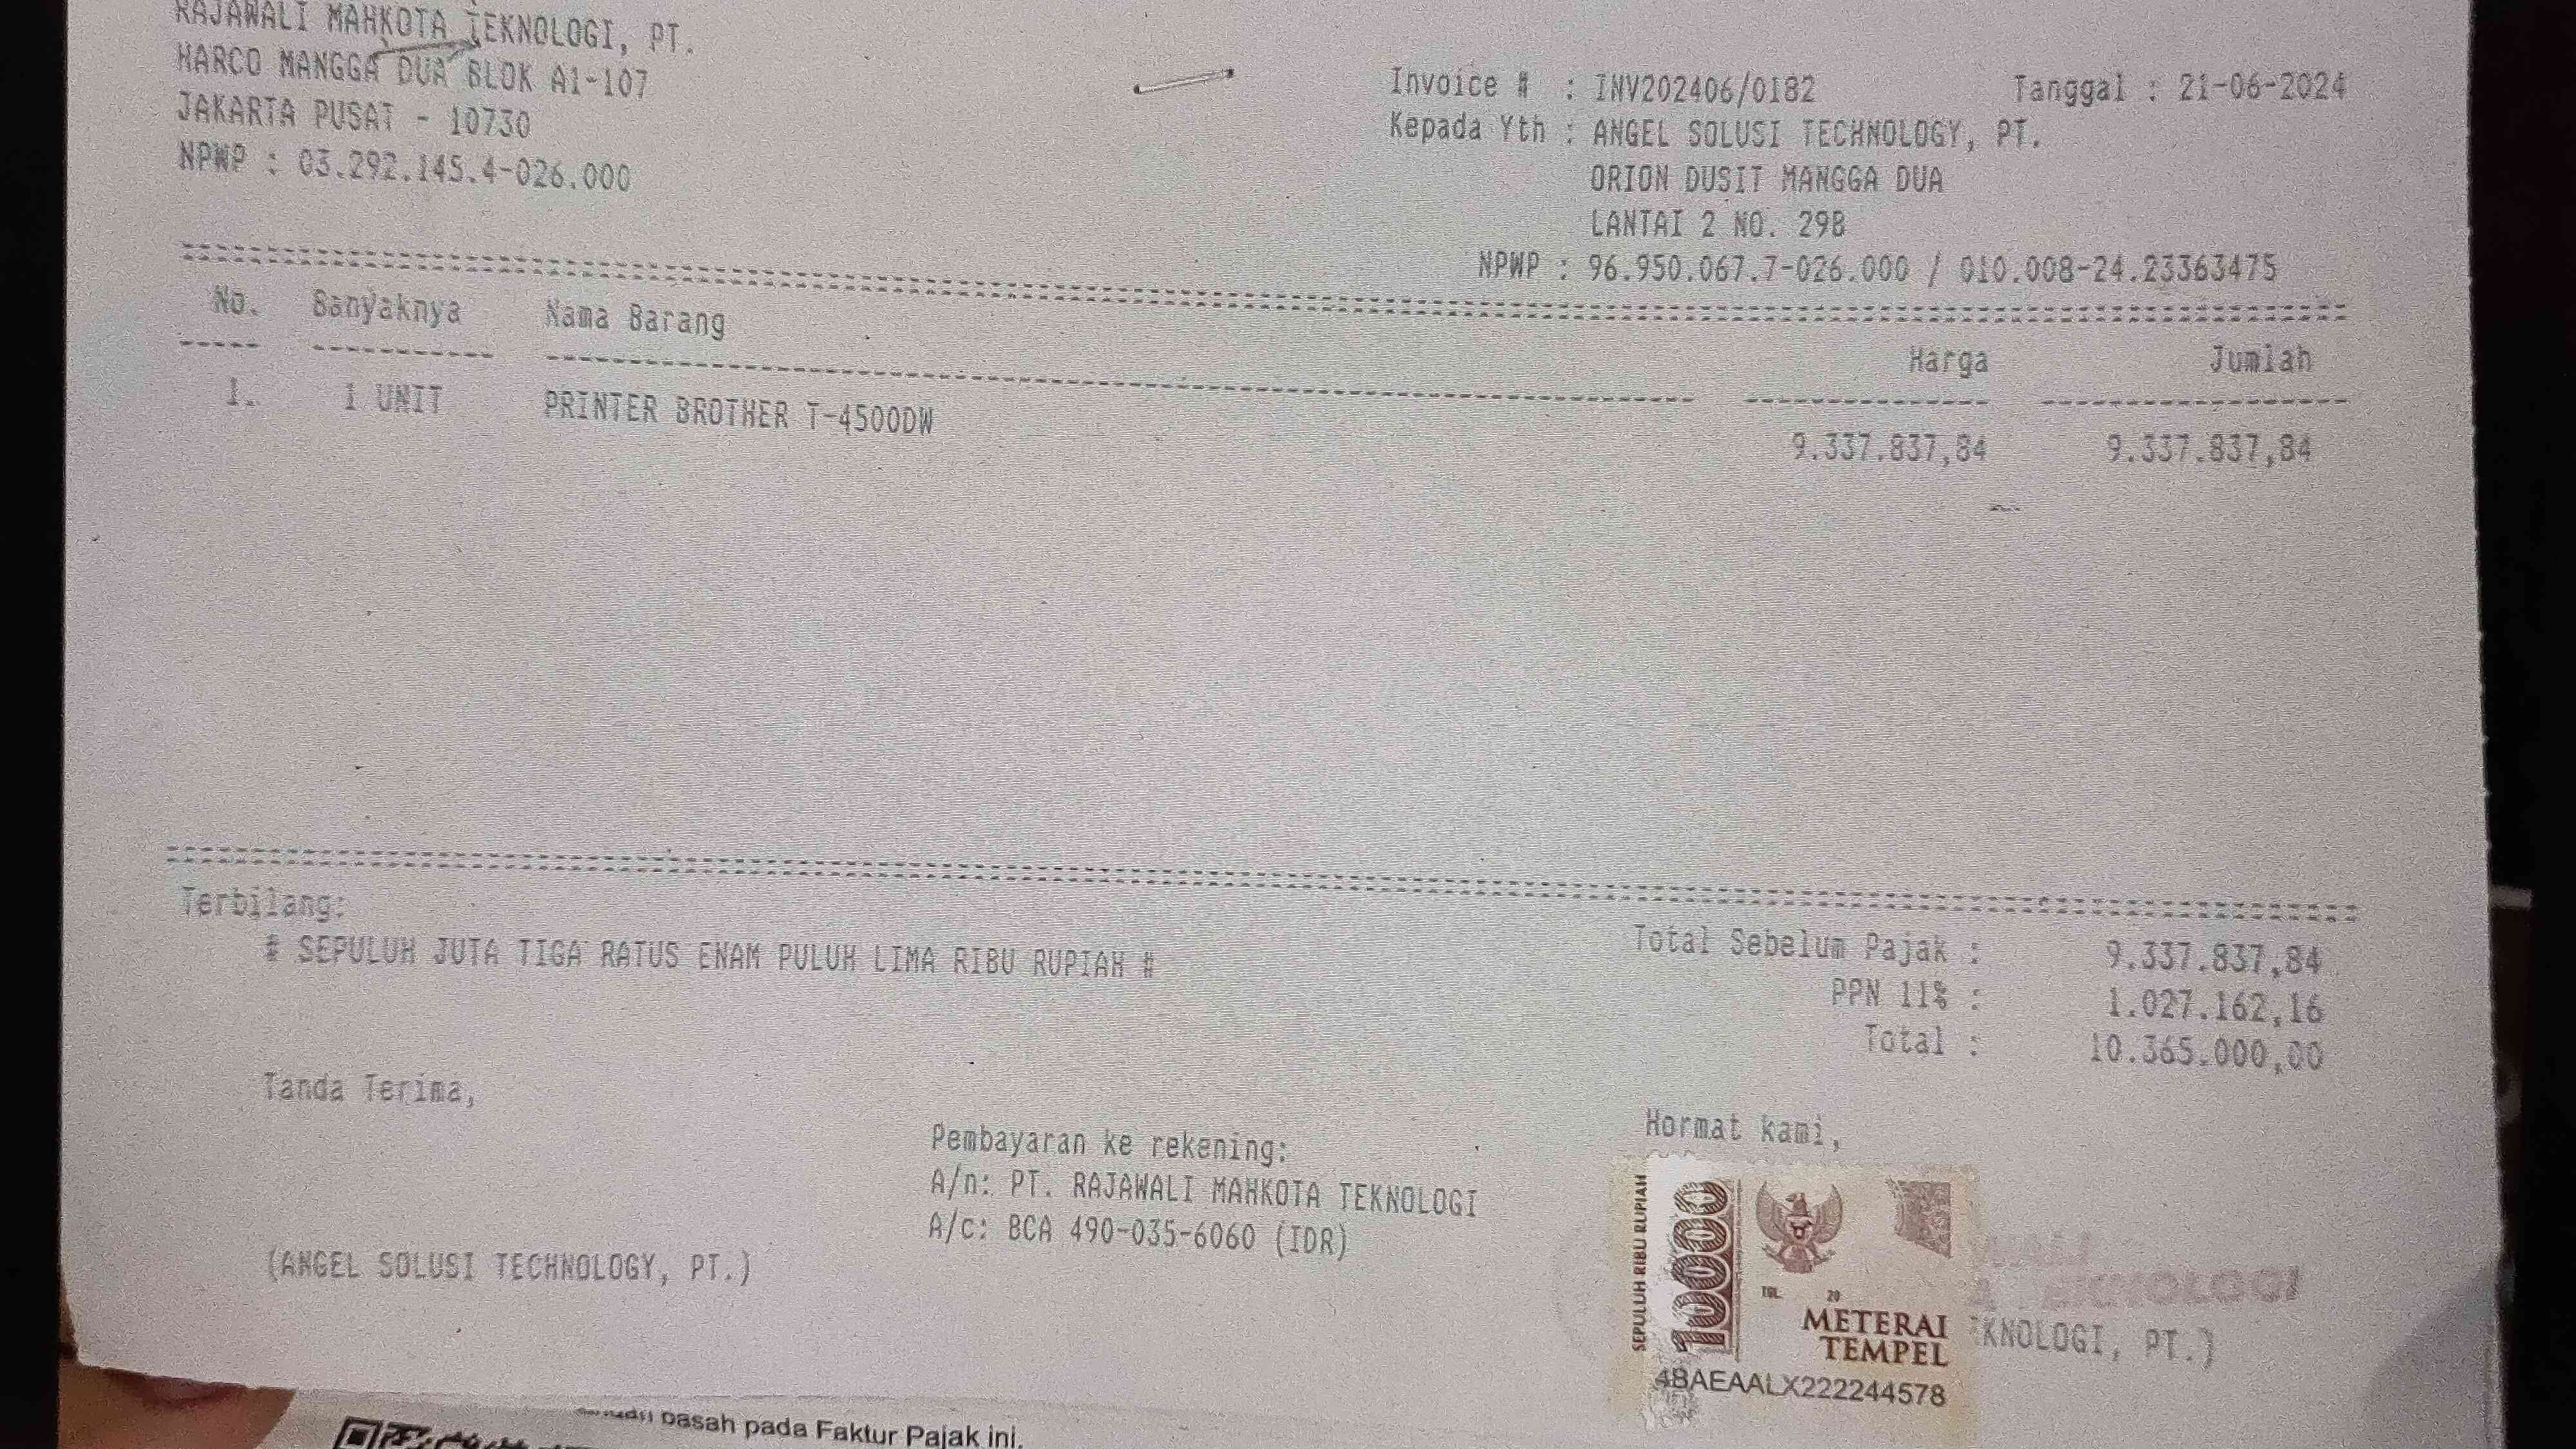 RAJAWALI MAHKOTA TEKNOLOGI, PT.
HARCO MANGGA DUA BLOK A1-107
JAKARTA PUSAT - 10730
NPWP : 03.292.145.4-026.000
Invoice # : INV202406/0182 Tanggal : 21-06-2024
Kepada Yth : ANGEL SOLUSI TECHNOLOGY, PT.
ORION DUSIT MANGGA DUA
LANTAI 2 NO. 29B
NPWP : 96.950.067.7-026.000 / 010.008-24.23363475
No. Banyaknya Nama Barang Harga Jumlah
1. 1 UNIT PRINTER BROTHER T-4500DW 9.337.837,84 9.337.837,84
Terbilang:
# SEPULUH JUTA TIGA RATUS ENAM PULUH LIMA RIBU RUPIAH #
Total Sebelum Pajak : 9.337.837,84
PPN 11% : 1.027.162,16
Total : 10.365.000,00
Tanda Terima,
(ANGEL SOLUSI TECHNOLOGY, PT.)
Pembayaran ke rekening:
A/n: PT. RAJAWALI MAHKOTA TEKNOLOGI
A/c: BCA 490-035-6060 (IDR)
Hormat kami,
SEPULUH RIBU RUPIAH
10000
TGL. 20
METERAI
TEMPEL
4BAEAALX222244578
TEKNOLOGI
EKNOLOGI, PT.)
basah pada Faktur Pajak ini.